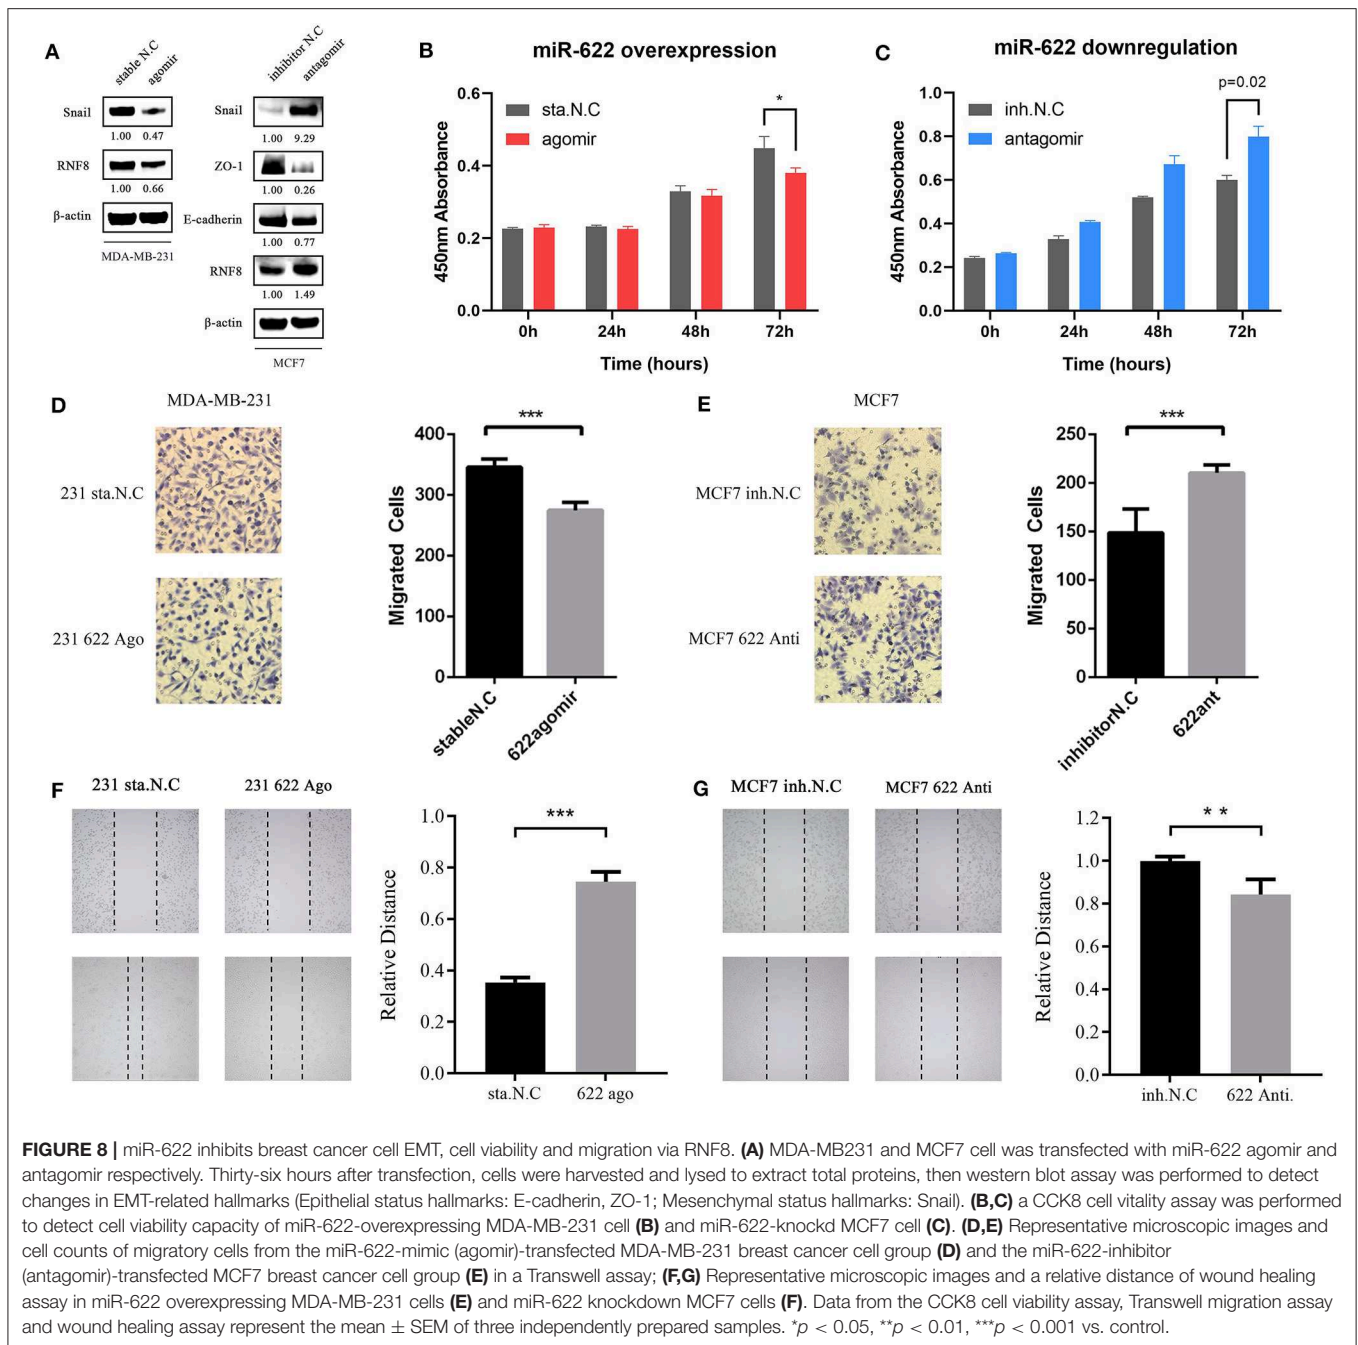 A
stable N.C
agomir
Snail
1.00 0.47
RNF8
1.00 0.66
β-actin
MDA-MB-231
inhibitor N.C
antagomir
Snail
1.00 9.29
ZO-1
1.00 0.26
E-cadherin
1.00 0.77
RNF8
1.00 1.49
β-actin
MCF7
B
miR-622 overexpression
450nm Absorbance
0.6
0.4
0.2
0.0
sta.N.C
agomir
*
0h 24h 48h 72h
Time (hours)
C
miR-622 downregulation
450nm Absorbance
1.0
0.8
0.6
0.4
0.2
0.0
inh.N.C
antagomir
p=0.02
0h 24h 48h 72h
Time (hours)
D
MDA-MB-231
231 sta.N.C
231 622 Ago
Migrated Cells
400
300
200
100
0
***
stableN.C
622agomir
E
MCF7
MCF7 inh.N.C
MCF7 622 Anti
Migrated Cells
250
200
150
100
50
0
***
inhibitorN.C
622ant
F
231 sta.N.C 231 622 Ago
Relative Distance
1.0
0.8
0.6
0.4
0.2
0.0
***
sta.N.C 622 ago
G
MCF7 inh.N.C MCF7 622 Anti
Relative Distance
1.2
1.0
0.8
0.6
0.4
0.2
0.0
* *
inh.N.C 622 Anti.
FIGURE 8 | miR-622 inhibits breast cancer cell EMT, cell viability and migration via RNF8. (A) MDA-MB231 and MCF7 cell was transfected with miR-622 agomir and
antagomir respectively. Thirty-six hours after transfection, cells were harvested and lysed to extract total proteins, then western blot assay was performed to detect
changes in EMT-related hallmarks (Epithelial status hallmarks: E-cadherin, ZO-1; Mesenchymal status hallmarks: Snail). (B,C) a CCK8 cell vitality assay was performed
to detect cell viability capacity of miR-622-overexpressing MDA-MB-231 cell (B) and miR-622-knockd MCF7 cell (C). (D,E) Representative microscopic images and
cell counts of migratory cells from the miR-622-mimic (agomir)-transfected MDA-MB-231 breast cancer cell group (D) and the miR-622-inhibitor
(antagomir)-transfected MCF7 breast cancer cell group (E) in a Transwell assay; (F,G) Representative microscopic images and a relative distance of wound healing
assay in miR-622 overexpressing MDA-MB-231 cells (E) and miR-622 knockdown MCF7 cells (F). Data from the CCK8 cell viability assay, Transwell migration assay
and wound healing assay represent the mean ± SEM of three independently prepared samples. *p < 0.05, **p < 0.01, ***p < 0.001 vs. control.